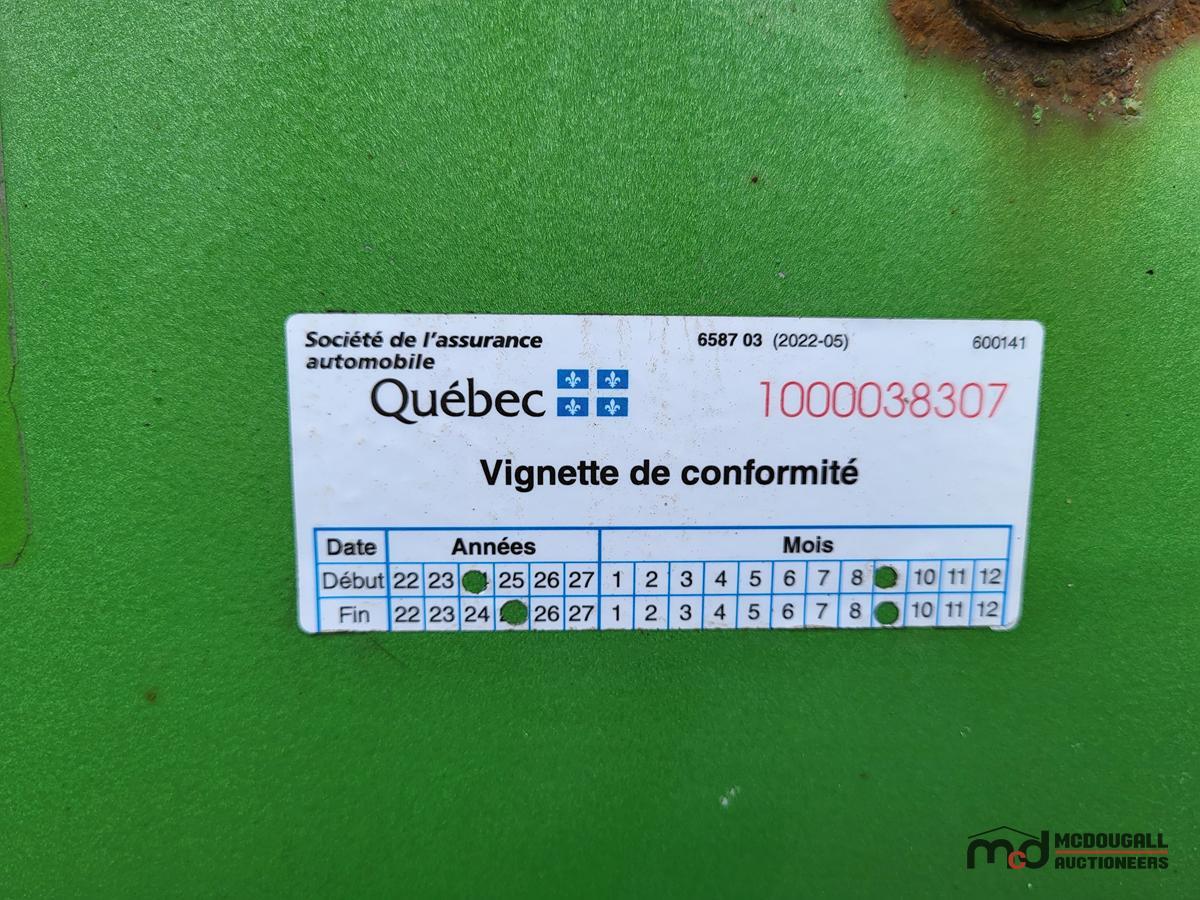 Société de l'assurance
automobile
Québec
6587 03 (2022-05)
600141
1000038307
Vignette de conformité
Date Années Mois
Début 22 23 25 26 27 1 2 3 4 5 6 7 8 10 11 12
Fin 22 23 24 26 27 1 2 3 4 5 6 7 8 10 11 12
mcd MCDOUGALL
AUCTIONEERS